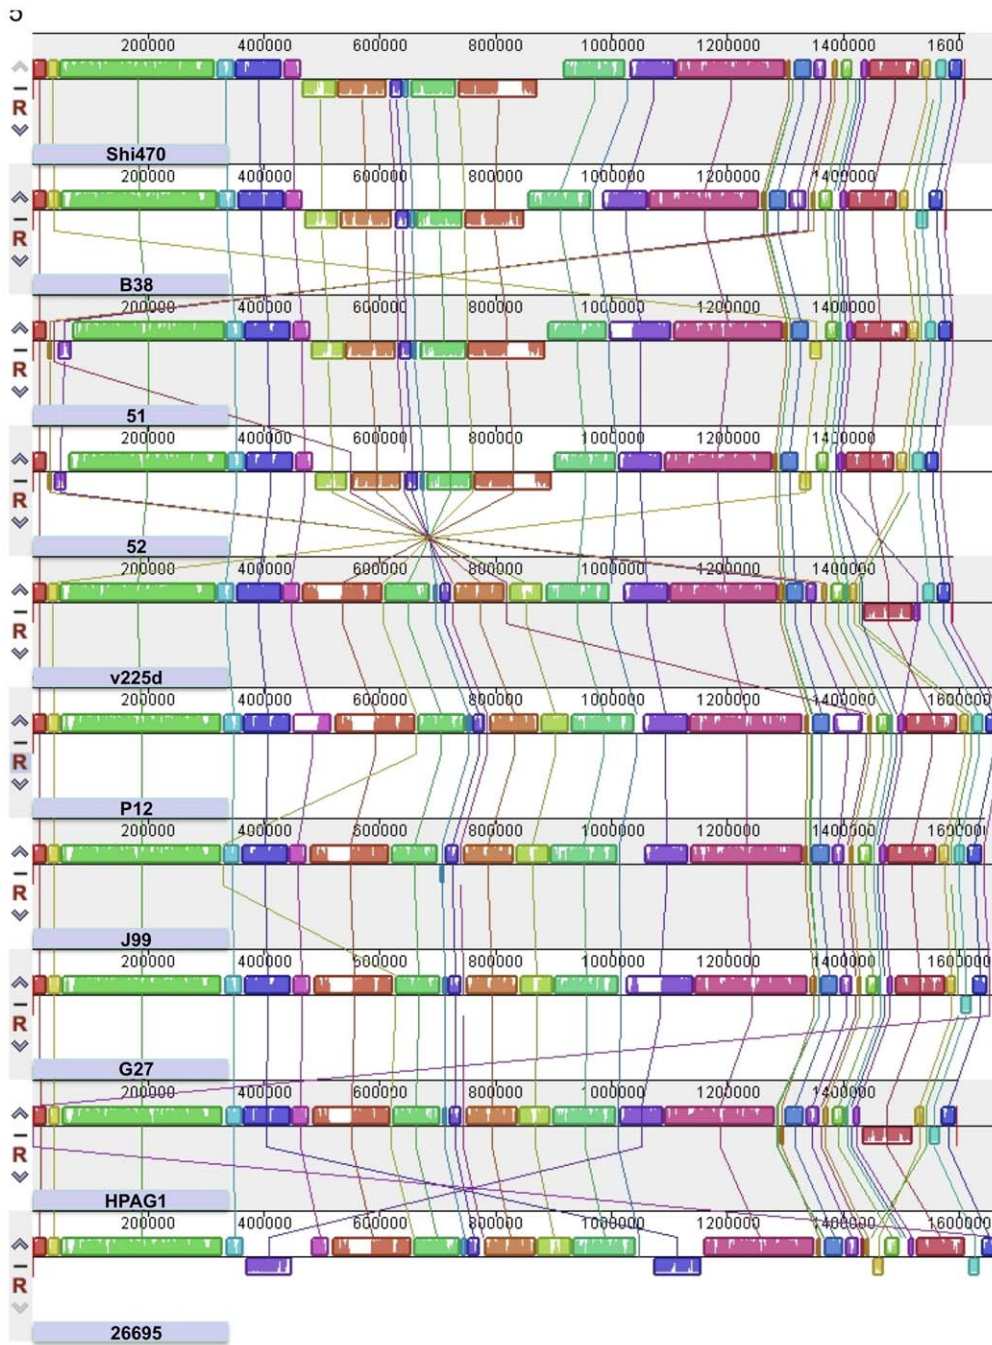 200000 400000 600000 800000 1000000 1200000 1400000 1600
R
Shi470
200000 400000 600000 800000 1000000 1200000 1400000
R
B38
200000 400000 600000 800000 1000000 1200000 1400000
R
51
200000 400000 600000 800000 1000000 1200000 1400000
R
52
200000 400000 600000 800000 1000000 1200000 1400000
R
v225d
200000 400000 600000 800000 1000000 1200000 1400000 1600000
R
P12
200000 400000 600000 800000 1000000 1200000 1400000 1600000
R
J99
200000 400000 600000 800000 1000000 1200000 1400000 1600000
R
G27
200000 400000 600000 800000 1000000 1200000 1400000
R
HPAG1
200000 400000 600000 800000 1000000 1200000 1400000 1600000
R
26695